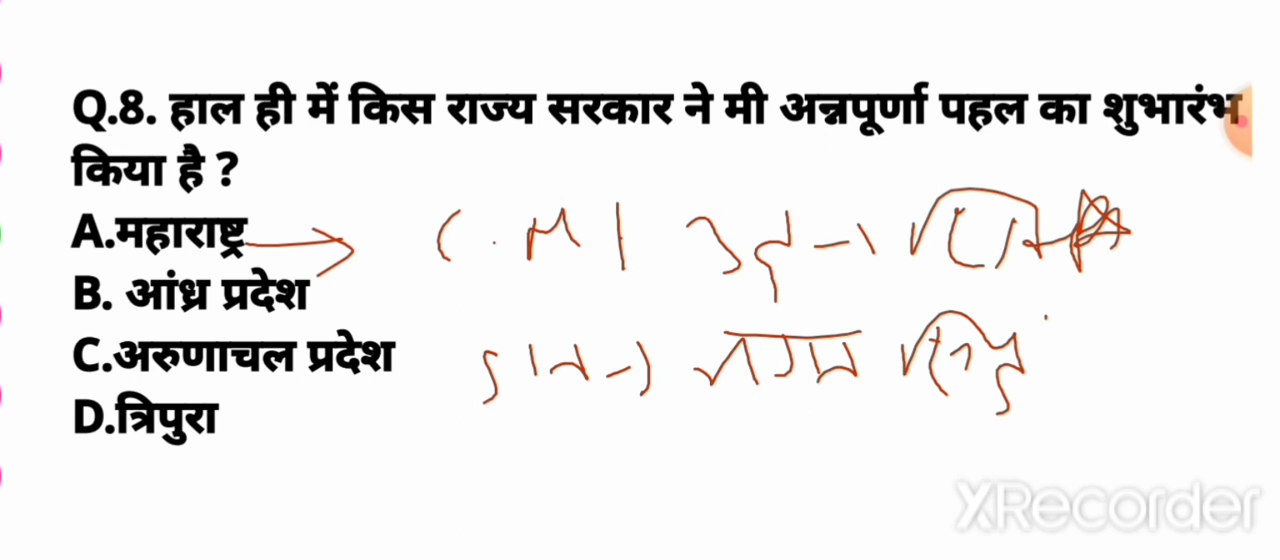 Q.8. हाल ही में किस राज्य सरकार ने मी अन्नपूर्णा पहल का शुभारंभ
किया है ?
A.महाराष्ट्र
B. आंध्र प्रदेश
C.अरुणाचल प्रदेश
D.त्रिपुरा
XRecorder